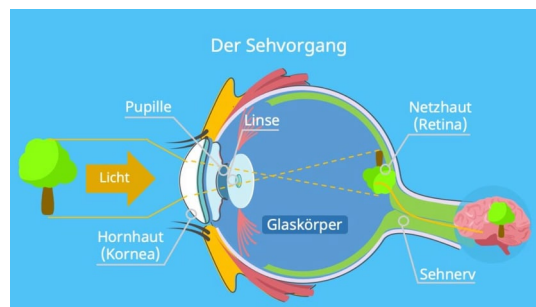 Der Sehvorgang
Pupille
Linse
Netzhaut
(Retina)
Licht
Glaskörper
Hornhaut
(Kornea)
Sehnerv